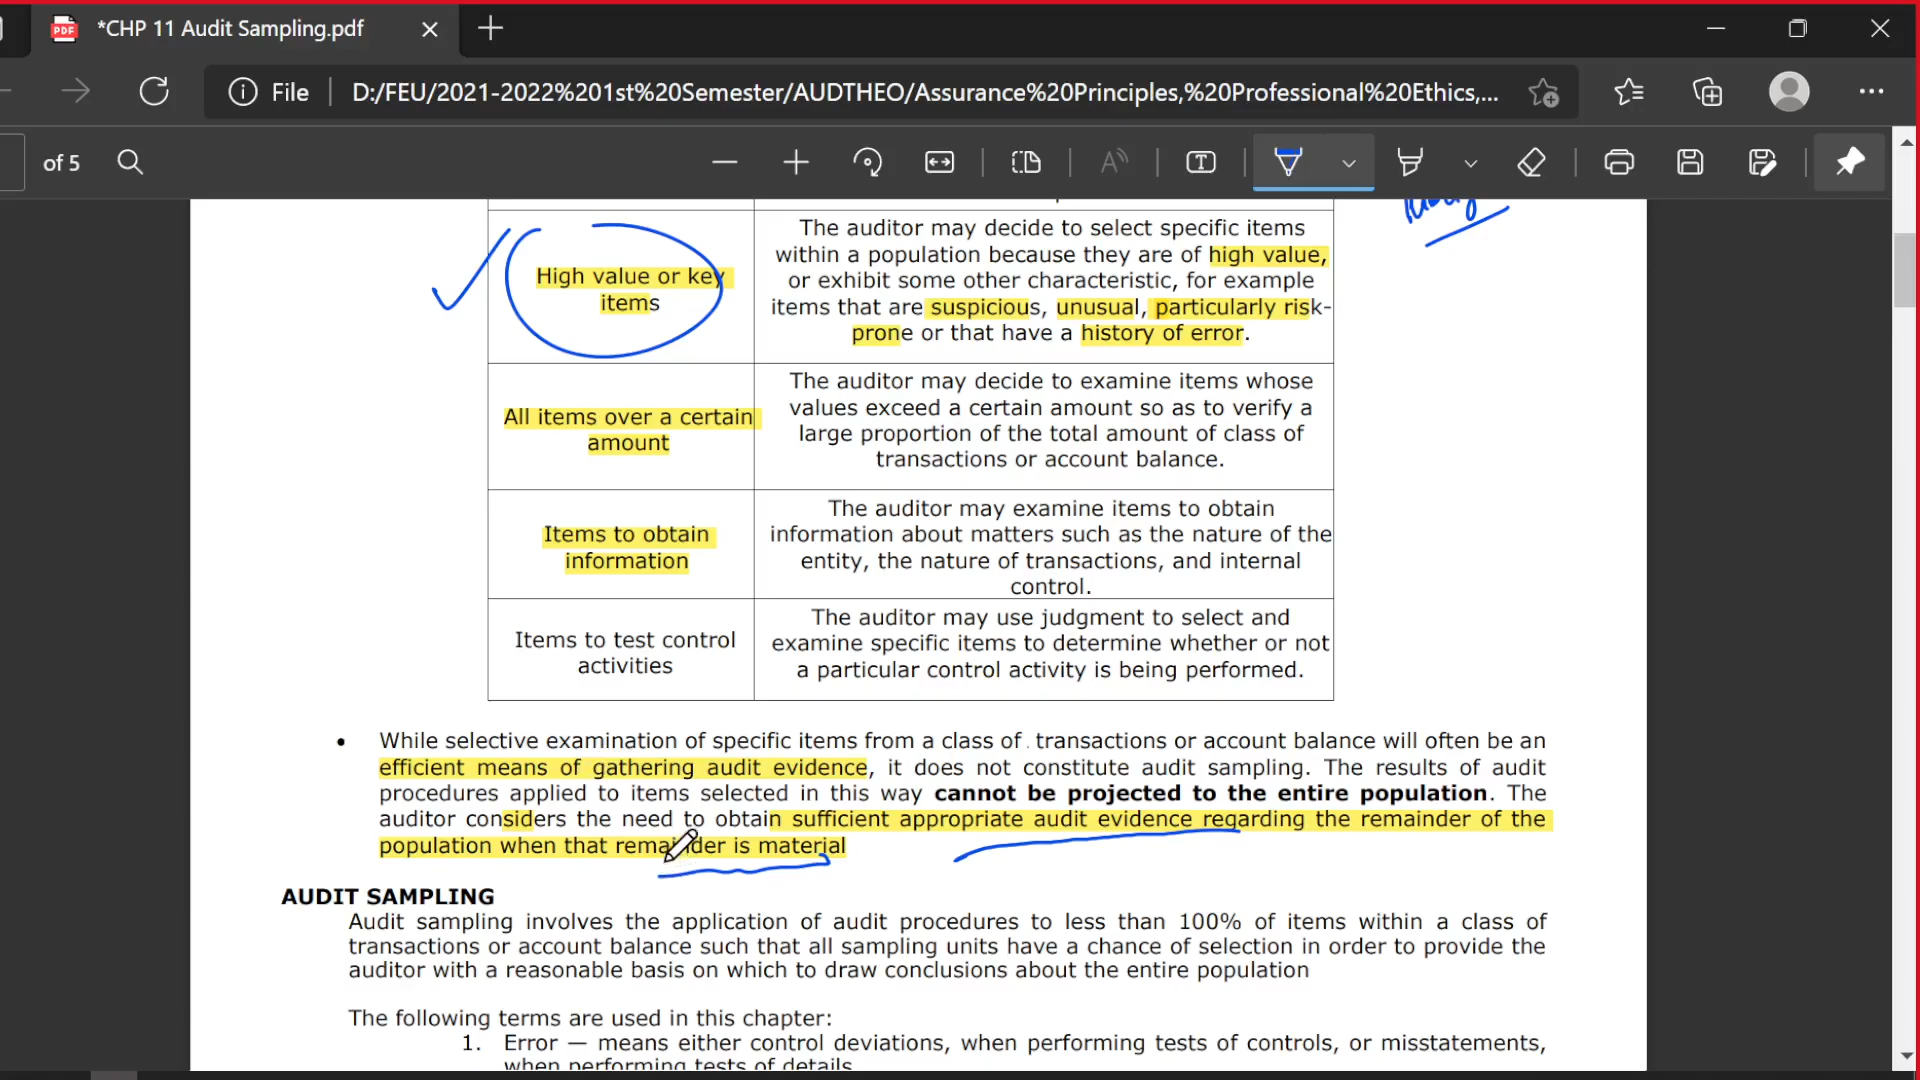 *CHP 11 Audit Sampling.pdf
File
D:/FEU/2021-2022%201st%20Semester/AUDTHEO/Assurance%20Principles,%20Professional%20Ethics,...
of 5
High value or key
items
The auditor may decide to select specific items
within a population because they are of high value,
or exhibit some other characteristic, for example
items that are suspicious, unusual, particularly risk-
prone or that have a history of error.
All items over a certain
amount
The auditor may decide to examine items whose
values exceed a certain amount so as to verify a
large proportion of the total amount of class of
transactions or account balance.
Items to obtain
information
The auditor may examine items to obtain
information about matters such as the nature of the
entity, the nature of transactions, and internal
control.
Items to test control
activities
The auditor may use judgment to select and
examine specific items to determine whether or not
a particular control activity is being performed.
• While selective examination of specific items from a class of transactions or account balance will often be an
efficient means of gathering audit evidence, it does not constitute audit sampling. The results of audit
procedures applied to items selected in this way cannot be projected to the entire population. The
auditor considers the need to obtain sufficient appropriate audit evidence regarding the remainder of the
population when that remainder is material
AUDIT SAMPLING
Audit sampling involves the application of audit procedures to less than 100% of items within a class of
transactions or account balance such that all sampling units have a chance of selection in order to provide the
auditor with a reasonable basis on which to draw conclusions about the entire population
The following terms are used in this chapter:
1. Error — means either control deviations, when performing tests of controls, or misstatements,
when performing tests of details